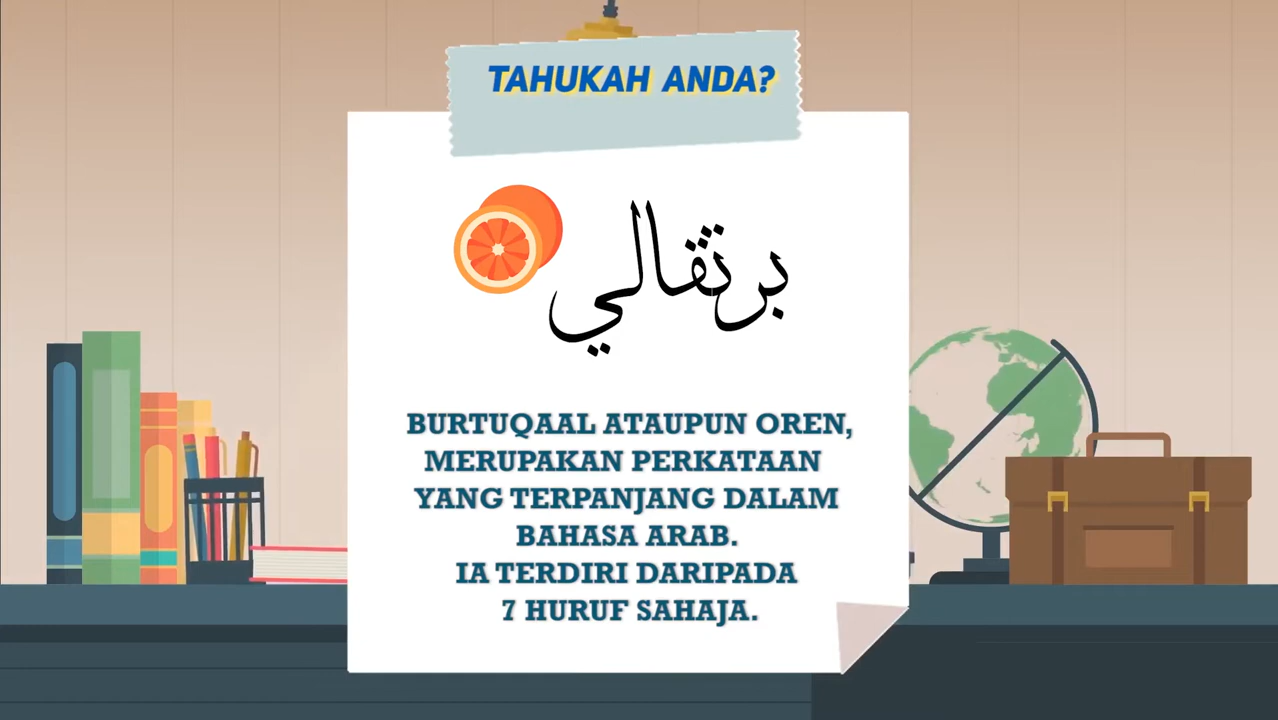 TAHUKAH ANDA?
برتقالي
BURTUQAAL ATAUPUN OREN,
MERUPAKAN PERKATAAN
YANG TERPANJANG DALAM
BAHASA ARAB.
IA TERDIRI DARIPADA
7 HURUF SAHAJA.